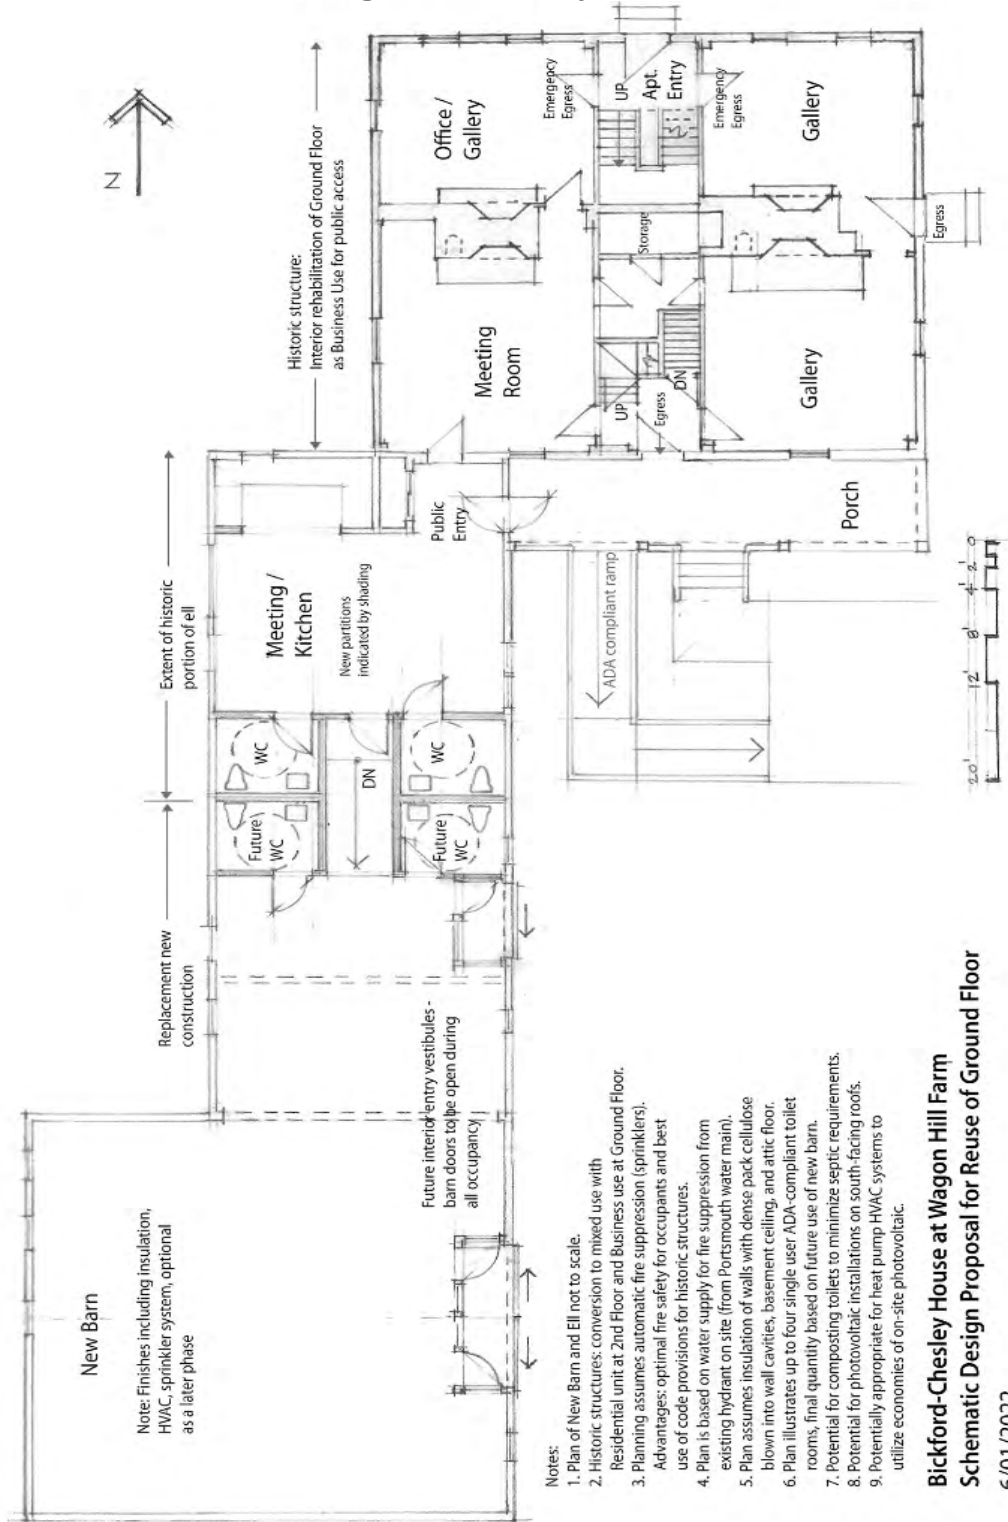 N
Historic structure:
Interior rehabilitation of Ground Floor
as Business Use for public access
Extent of historic
portion of ell
Replacement new
construction
Office /
Gallery
Emergency
Egress
UP
Apt.
Entry
Emergency
Egress
Gallery
Storage
Egress
Meeting
Room
UP
Egress
DN
Gallery
Public
Entry
Porch
Meeting /
Kitchen
New partitions
indicated by shading
ADA compliant ramp
WC
WC
DN
Future
WC
Future
WC
Future interior entry vestibules -
barn doors to be open during
all occupancy
New Barn
Note: Finishes including insulation,
HVAC, sprinkler system, optional
as a later phase
20' 12' 8' 4' 2' 0
Notes:
1. Plan of New Barn and Ell not to scale.
2. Historic structures: conversion to mixed use with
Residential unit at 2nd Floor and Business use at Ground Floor.
3. Planning assumes automatic fire suppression (sprinklers).
Advantages: optimal fire safety for occupants and best
use of code provisions for historic structures.
4. Plan is based on water supply for fire suppression from
existing hydrant on site (from Portsmouth water main).
5. Plan assumes insulation of walls with dense pack cellulose
blown into wall cavities, basement ceiling, and attic floor.
6. Plan illustrates up to four single user ADA-compliant toilet
rooms, final quantity based on future use of new barn.
7. Potential for composting toilets to minimize septic requirements.
8. Potential for photovoltaic installations on south-facing roofs.
9. Potentially appropriate for heat pump HVAC systems to
utilize economies of on-site photovoltaic.
Bickford-Chesley House at Wagon Hill Farm
Schematic Design Proposal for Reuse of Ground Floor
6/01/2022